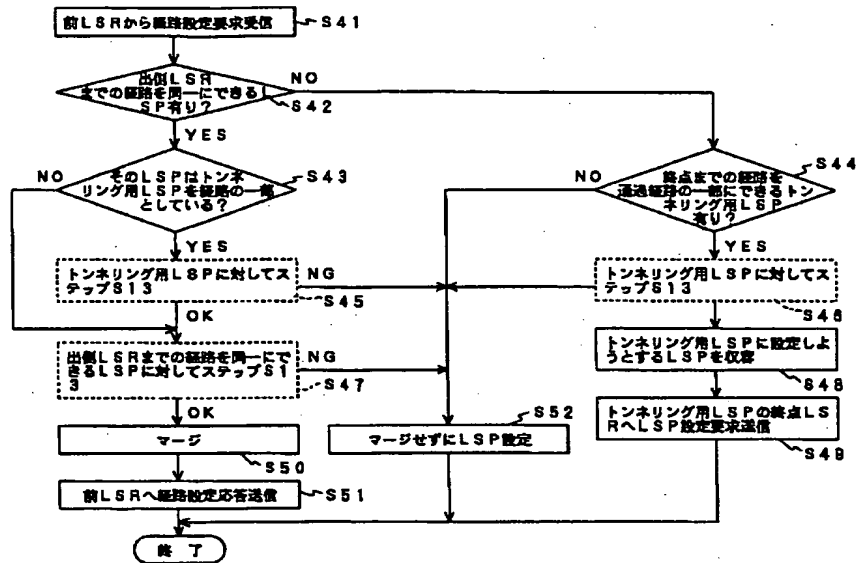 前LSRから経路設定要求受信
S41
出側LSR
までの経路を同一にできるL
SP有り？
S42
NO
YES
そのLSPはトンネ
リング用LSPを経路の一部
としている？
S43
NO
YES
終点までの経路を
通過経路の一部にできるトン
ネリング用LSP
有り？
S44
NO
YES
トンネリング用LSPに対してス
テップS13
NG
S45
OK
トンネリング用LSPに対してス
テップS13
S46
出側LSRまでの経路を同一にで
きるLSPに対してステップS1
3
NG
S47
OK
トンネリング用LSPに設定しよ
うとするLSPを収容
S48
トンネリング用LSPの終点LS
RへLSP設定要求送信
S49
マージ
S50
マージせずにLSP設定
S52
前LSRへ経路設定応答送信
S51
終了